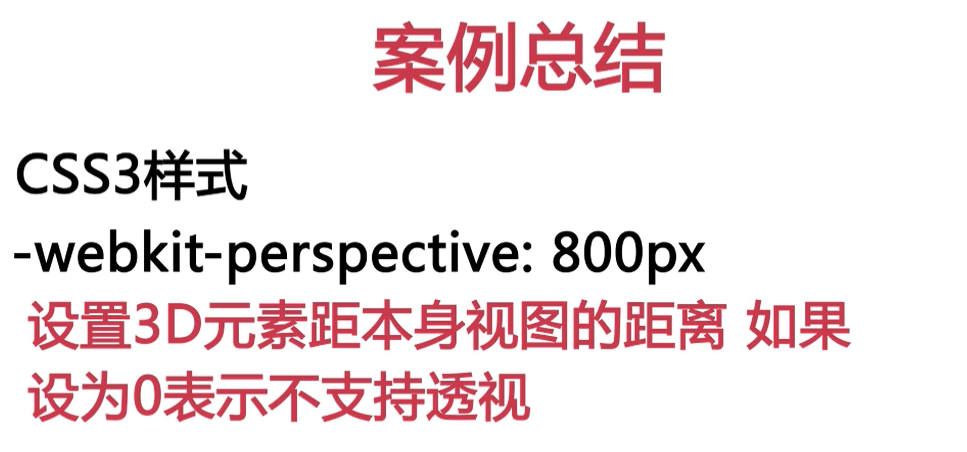 案例总结
CSS3样式
-webkit-perspective: 800px
设置3D元素距本身视图的距离 如果
设为0表示不支持透视